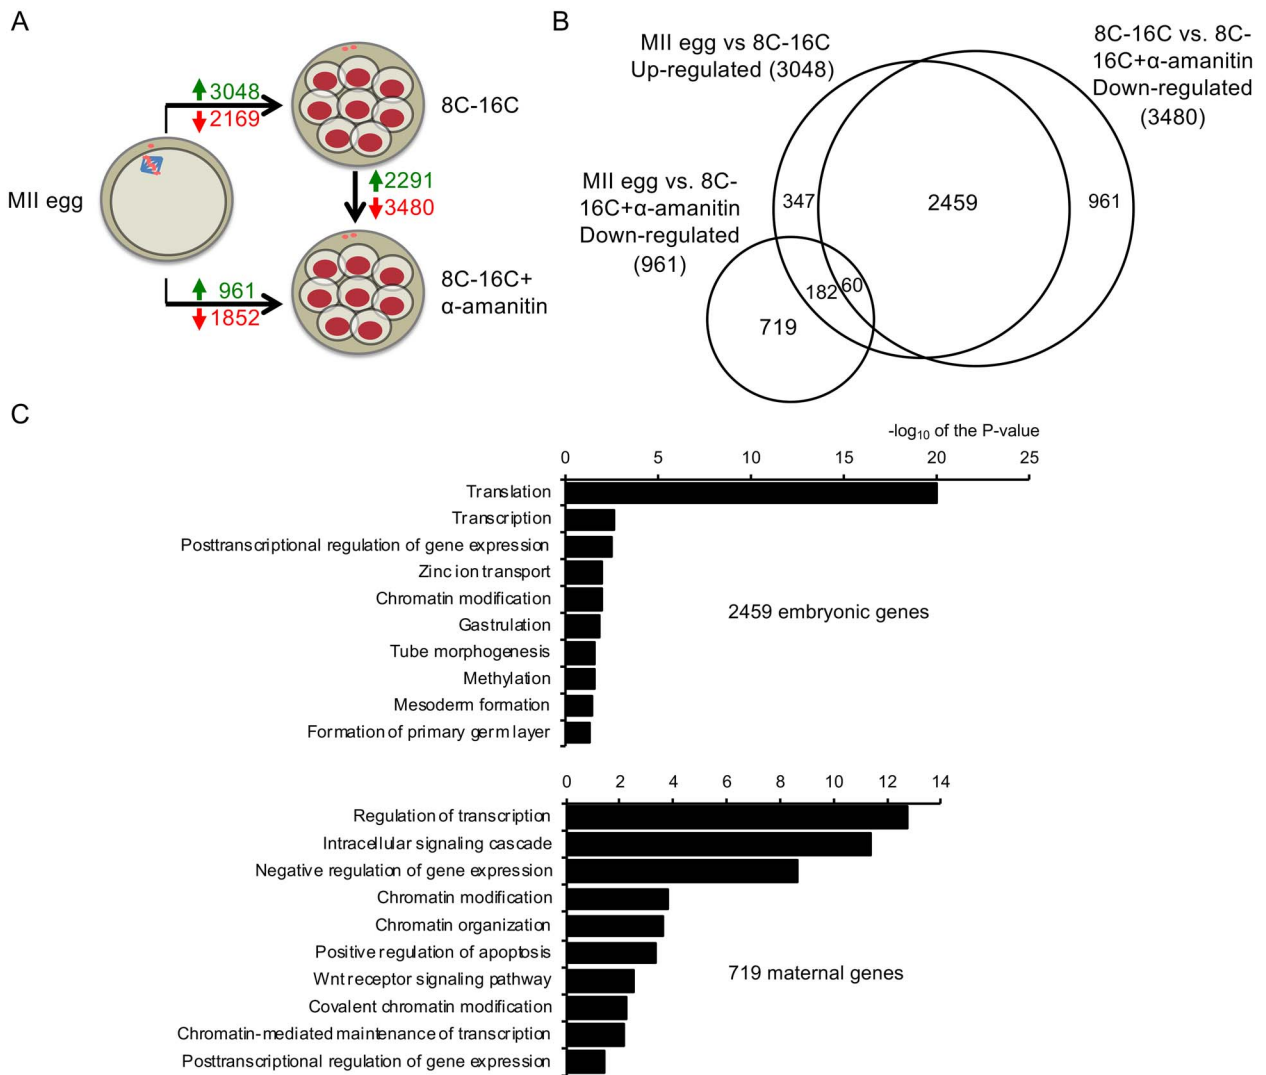 A
3048
2169
8C-16C
MII egg
2291
3480
961
1852
8C-16C+
α-amanitin
B
MII egg vs 8C-16C
Up-regulated (3048)
8C-16C vs. 8C-
16C+α-amanitin
Down-regulated
(3480)
MII egg vs. 8C-
16C+α-amanitin
Down-regulated
(961)
347
2459
961
182
60
719
C
-log10 of the P-value
0 5 10 15 20 25
Translation
Transcription
Posttranscriptional regulation of gene expression
Zinc ion transport
Chromatin modification
Gastrulation
Tube morphogenesis
Methylation
Mesoderm formation
Formation of primary germ layer
2459 embryonic genes
0 2 4 6 8 10 12 14
Regulation of transcription
Intracellular signaling cascade
Negative regulation of gene expression
Chromatin modification
Chromatin organization
Positive regulation of apoptosis
Wnt receptor signaling pathway
Covalent chromatin modification
Chromatin-mediated maintenance of transcription
Posttranscriptional regulation of gene expression
719 maternal genes